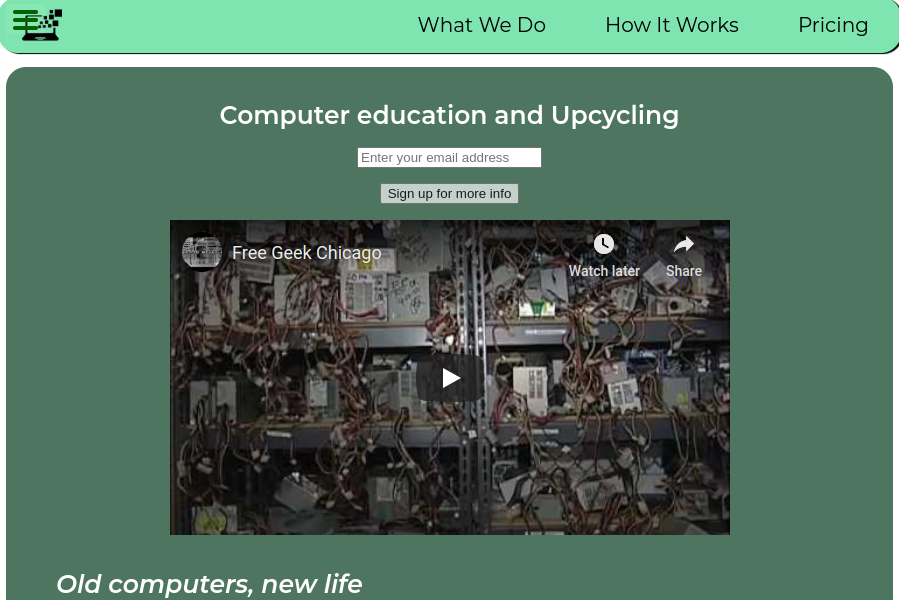 What We Do How It Works Pricing
Computer education and Upcycling
Enter your email address
Sign up for more info
Free Geek Chicago
Watch later Share
Old computers, new life